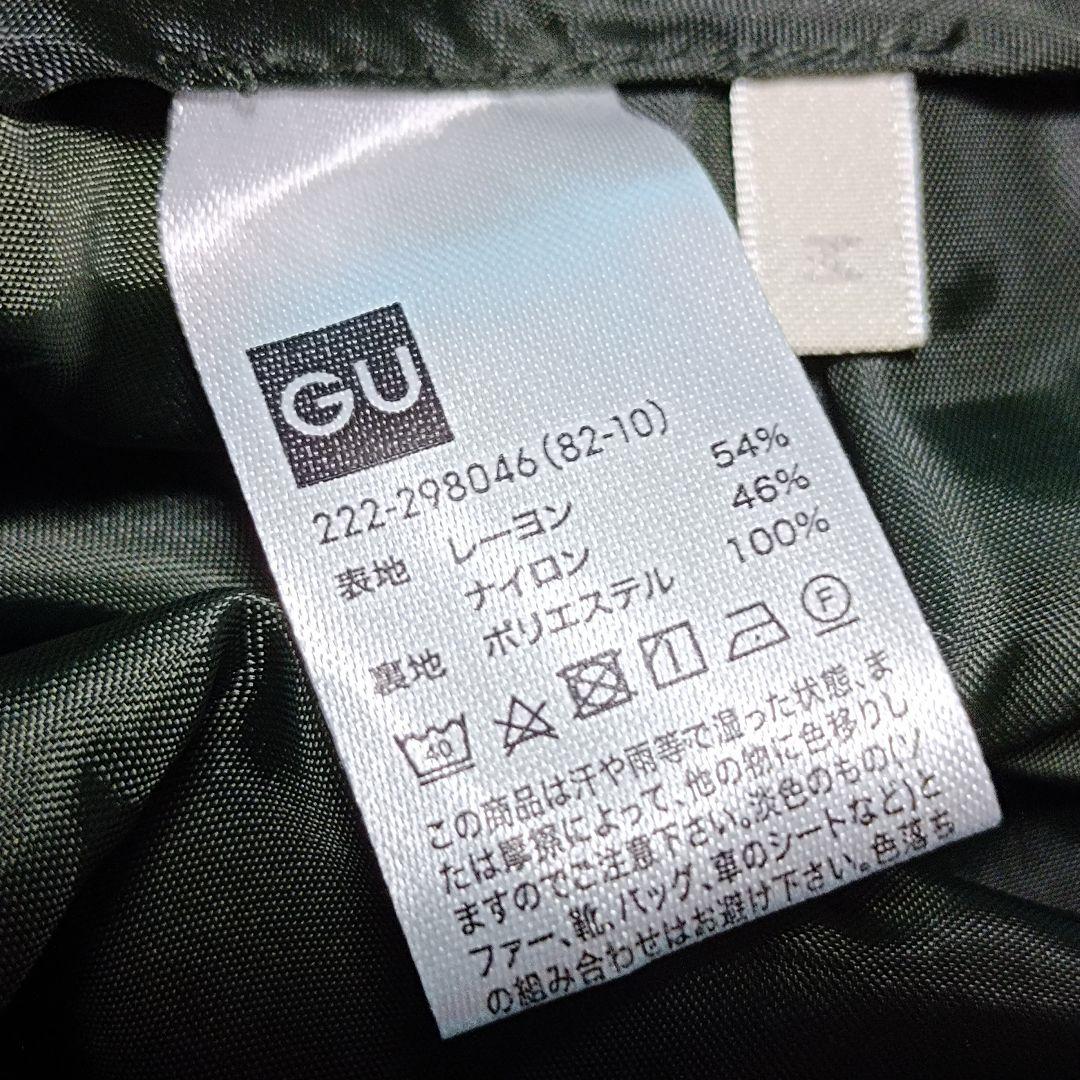 M
GU
222-298046(82-10)
表地 レーヨン 54%
ナイロン 46%
裏地 ポリエステル 100%
40 1 F
この商品は汗や雨等で湿った状態、ま
たは摩擦によって、他の物に色移りし
ますのでご注意下さい。淡色のもの(ソ
ファー、靴、バッグ、車のシートなど)と
の組み合わせはお避け下さい。色落ち